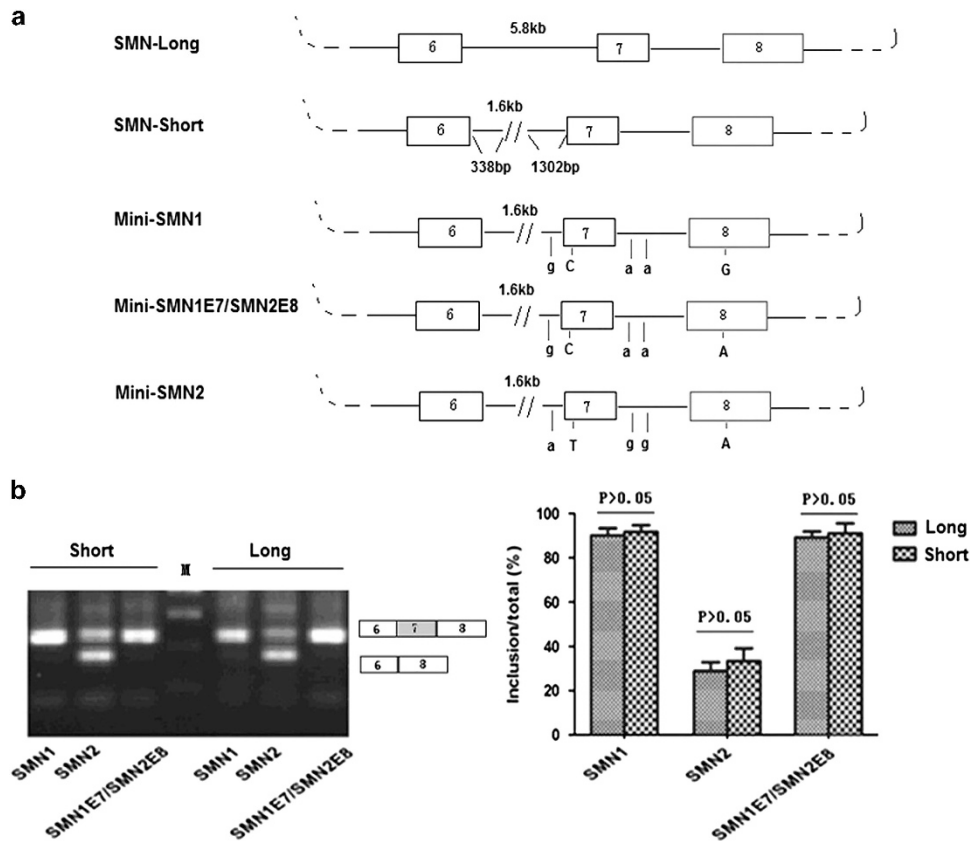 a
SMN-Long
5.8kb
6
7
8
SMN-Short
1.6kb
6
7
8
338bp
1302bp
Mini-SMN1
1.6kb
6
7
8
g C a a G
Mini-SMN1E7/SMN2E8
1.6kb
6
7
8
g C a a A
Mini-SMN2
1.6kb
6
7
8
a T g g A
b
Short
M
Long
6 7 8
6 8
SMN1
SMN2
SMN1E7/SMN2E8
SMN1
SMN2
SMN1E7/SMN2E8
Inclusion/total (%)
100
80
60
40
20
0
P>0.05
P>0.05
P>0.05
SMN1
SMN2
SMN1E7/SMN2E8
Long
Short